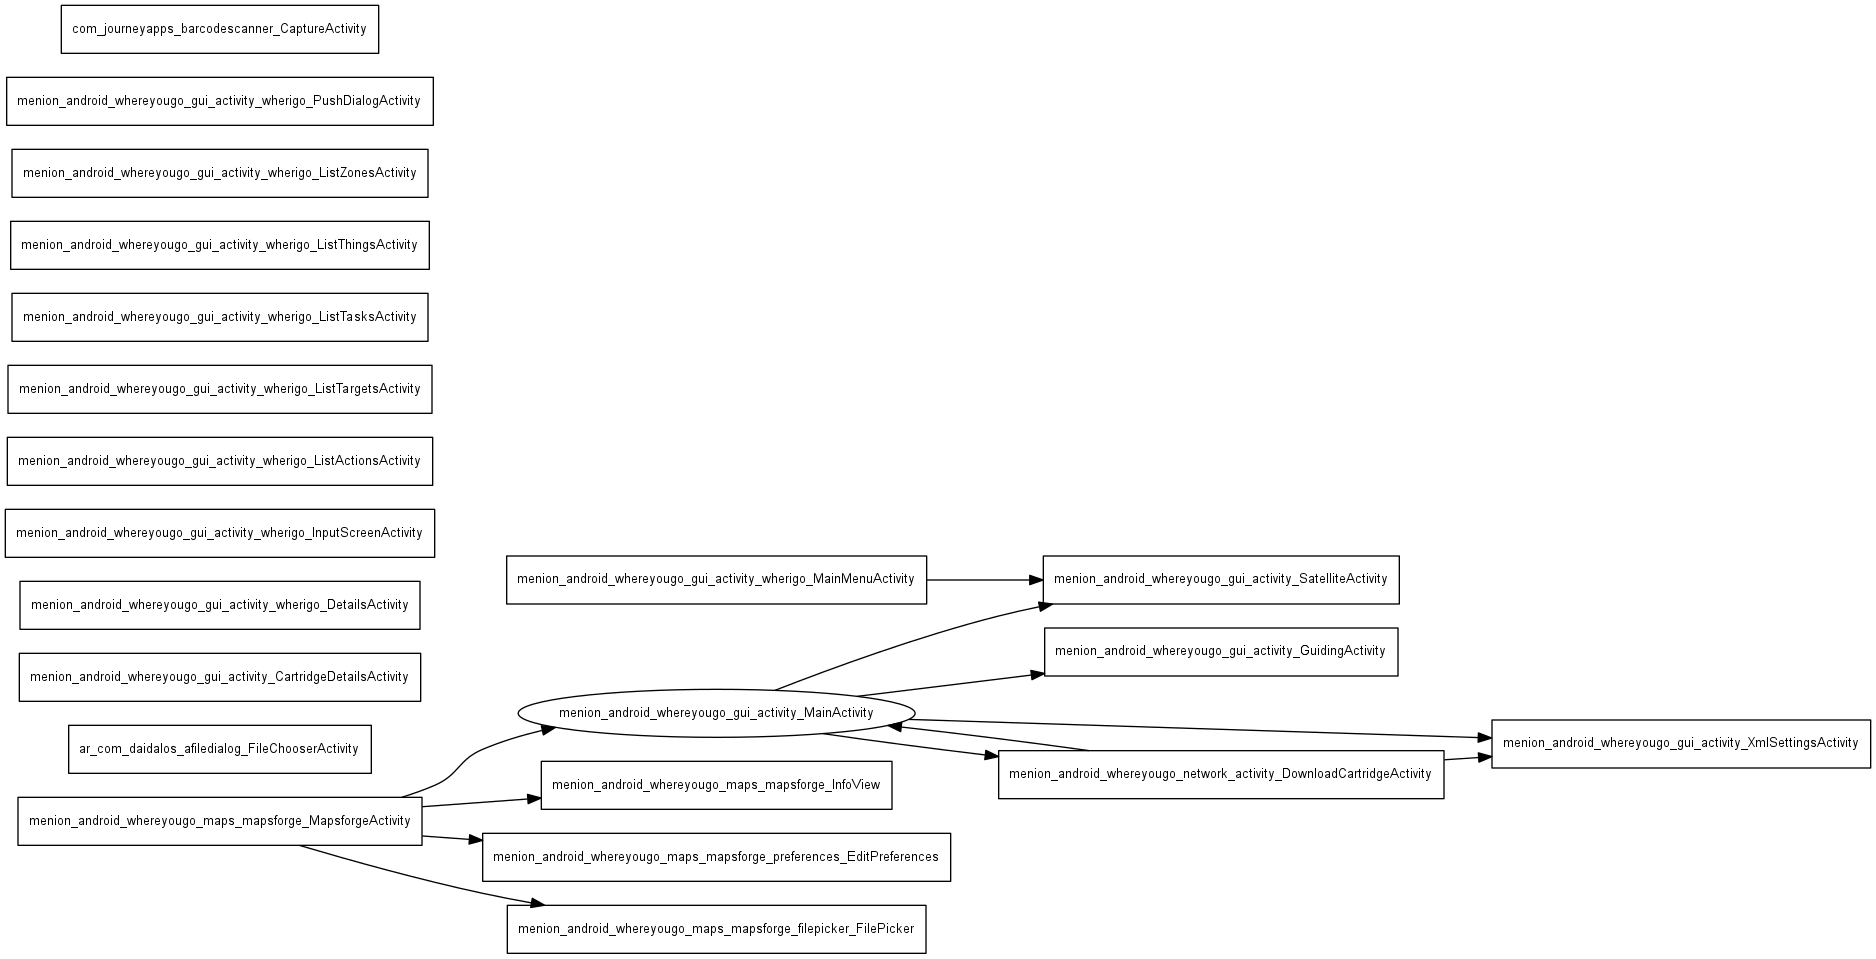 com_journeyapps_barcodescanner_CaptureActivity
menion_android_whereyougo_gui_activity_wherigo_PushDialogActivity
menion_android_whereyougo_gui_activity_wherigo_ListZonesActivity
menion_android_whereyougo_gui_activity_wherigo_ListThingsActivity
menion_android_whereyougo_gui_activity_wherigo_ListTasksActivity
menion_android_whereyougo_gui_activity_wherigo_ListTargetsActivity
menion_android_whereyougo_gui_activity_wherigo_ListActionsActivity
menion_android_whereyougo_gui_activity_wherigo_InputScreenActivity
menion_android_whereyougo_gui_activity_wherigo_DetailsActivity
menion_android_whereyougo_gui_activity_CartridgeDetailsActivity
ar_com_daidalos_afiledialog_FileChooserActivity
menion_android_whereyougo_maps_mapsforge_MapsforgeActivity
menion_android_whereyougo_gui_activity_wherigo_MainMenuActivity
menion_android_whereyougo_gui_activity_MainActivity
menion_android_whereyougo_maps_mapsforge_InfoView
menion_android_whereyougo_maps_mapsforge_preferences_EditPreferences
menion_android_whereyougo_maps_mapsforge_filepicker_FilePicker
menion_android_whereyougo_gui_activity_SatelliteActivity
menion_android_whereyougo_gui_activity_GuidingActivity
menion_android_whereyougo_network_activity_DownloadCartridgeActivity
menion_android_whereyougo_gui_activity_XmlSettingsActivity